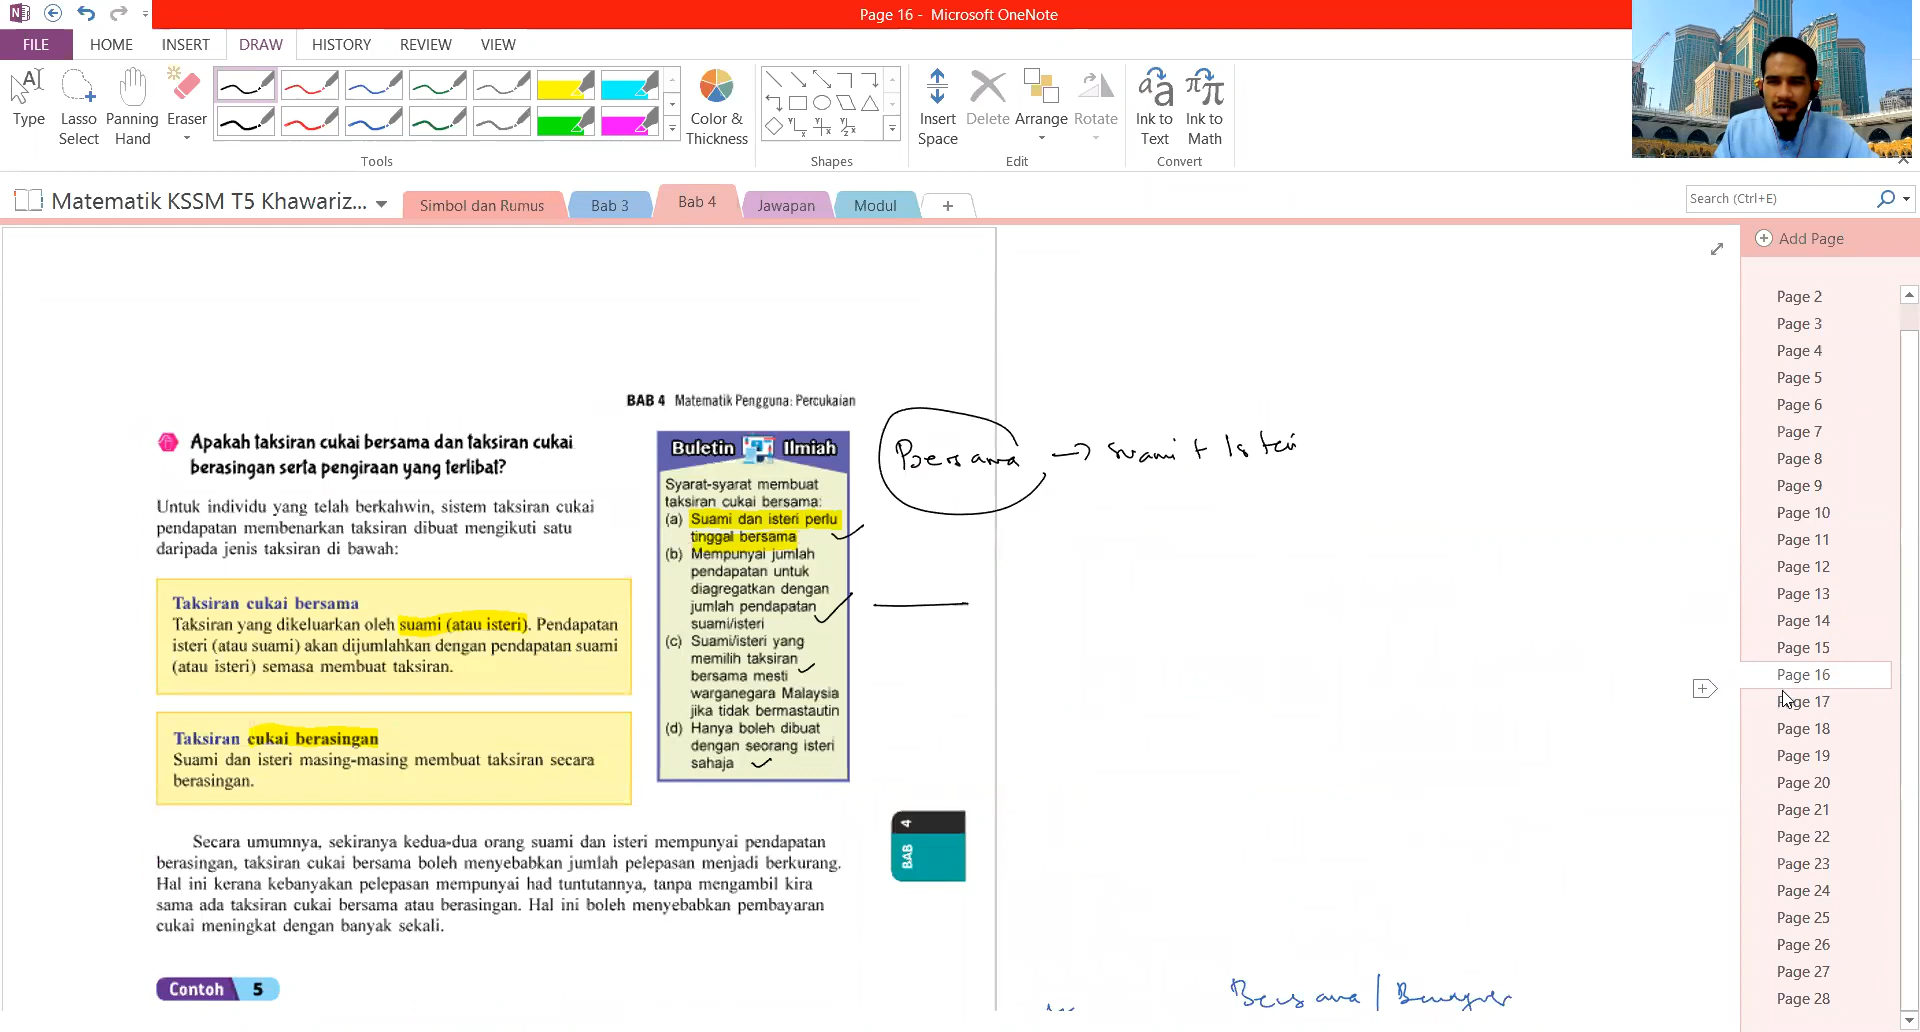 Page 16 - Microsoft OneNote
FILE HOME INSERT DRAW HISTORY REVIEW VIEW
Type
Lasso Select
Panning Hand
Eraser
Color & Thickness
Insert Space
Delete
Arrange
Rotate
Ink to Text
Ink to Math
Tools
Shapes
Edit
Convert
Matematik KSSM T5 Khawariz...
Simbol dan Rumus
Bab 3
Bab 4
Jawapan
Modul
Search (Ctrl+E)
Add Page
Page 2
Page 3
Page 4
Page 5
Page 6
Page 7
Page 8
Page 9
Page 10
Page 11
Page 12
Page 13
Page 14
Page 15
Page 16
Page 17
Page 18
Page 19
Page 20
Page 21
Page 22
Page 23
Page 24
Page 25
Page 26
Page 27
Page 28
BAB 4 Matematik Pengguna: Percukaian
Apakah taksiran cukai bersama dan taksiran cukai
berasingan serta pengiraan yang terlibat?
Untuk individu yang telah berkahwin, sistem taksiran cukai
pendapatan membenarkan taksiran dibuat mengikuti satu
daripada jenis taksiran di bawah:
Taksiran cukai bersama
Taksiran yang dikeluarkan oleh suami (atau isteri). Pendapatan
isteri (atau suami) akan dijumlahkan dengan pendapatan suami
(atau isteri) semasa membuat taksiran.
Taksiran cukai berasingan
Suami dan isteri masing-masing membuat taksiran secara
berasingan.
Buletin Ilmiah
Syarat-syarat membuat
taksiran cukai bersama:
(a) Suami dan isteri perlu
tinggal bersama
(b) Mempunyai jumlah
pendapatan untuk
diagregatkan dengan
jumlah pendapatan
suami/isteri
(c) Suami/isteri yang
memilih taksiran
bersama mesti
warganegara Malaysia
jika tidak bermastautin
(d) Hanya boleh dibuat
dengan seorang isteri
sahaja
Bersama → suami + Isteri
BAB 4
Secara umumnya, sekiranya kedua-dua orang suami dan isteri mempunyai pendapatan
berasingan, taksiran cukai bersama boleh menyebabkan jumlah pelepasan menjadi berkurang.
Hal ini kerana kebanyakan pelepasan mempunyai had tuntutannya, tanpa mengambil kira
sama ada taksiran cukai bersama atau berasingan. Hal ini boleh menyebabkan pembayaran
cukai meningkat dengan banyak sekali.
Contoh 5
Bersama |